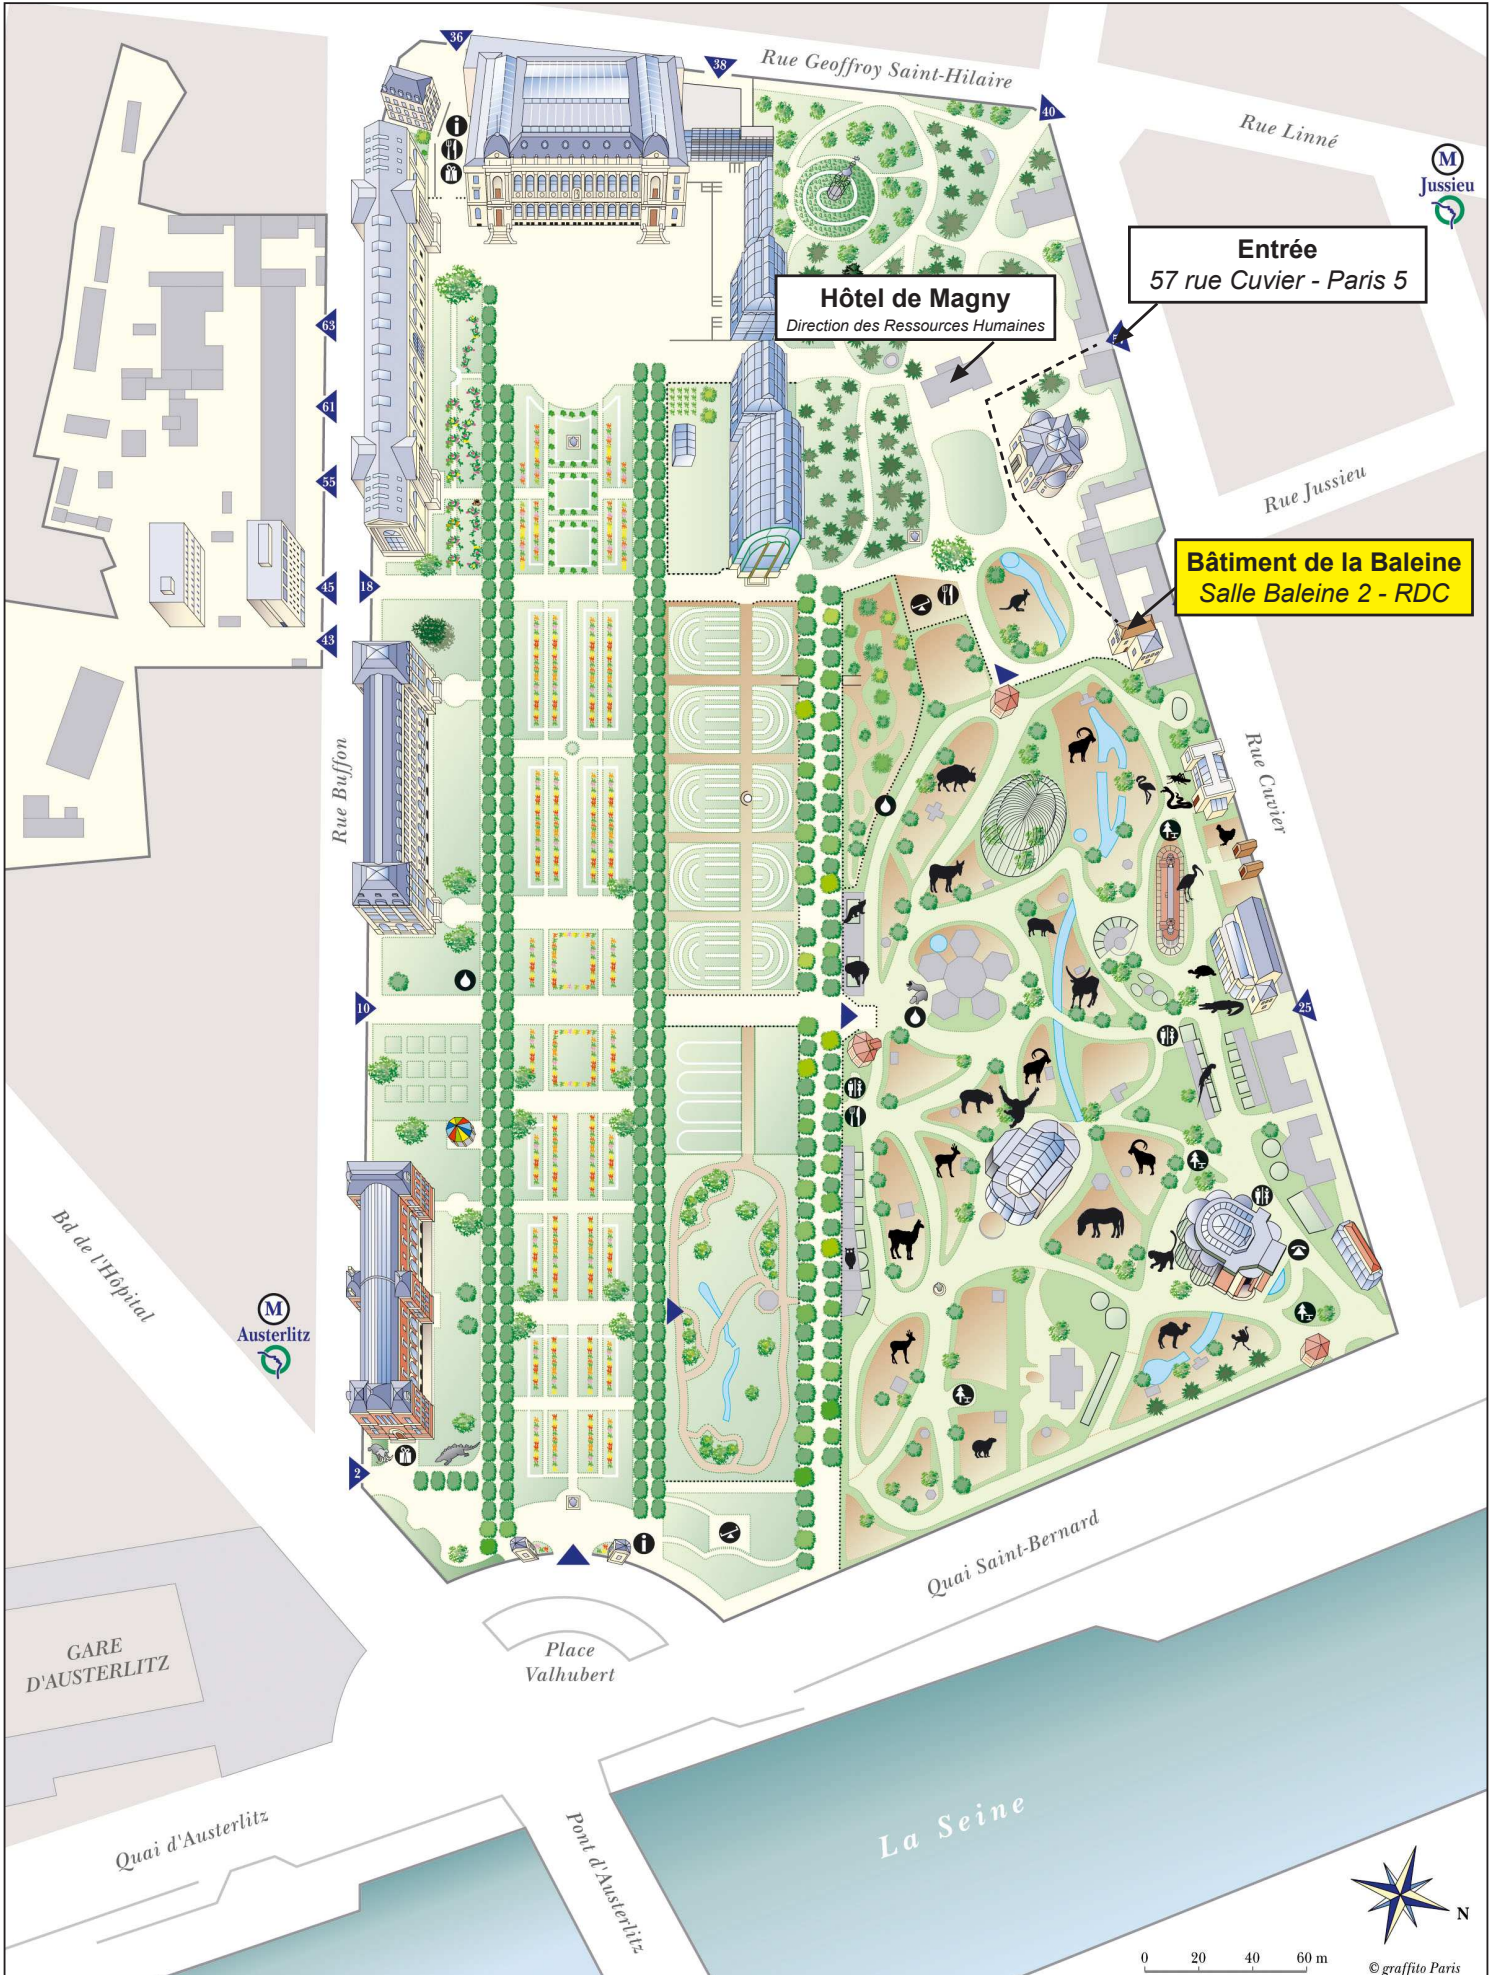 36
38
Rue Geoffroy Saint-Hilaire
40
Rue Linné
M
Jussieu
i
Entrée
57 rue Cuvier - Paris 5
Hôtel de Magny
Direction des Ressources Humaines
63
61
55
Rue Jussieu
45
18
Bâtiment de la Baleine
Salle Baleine 2 - RDC
43
Rue Buffon
Rue Cuvier
10
25
Bd de l'Hôpital
M
Austerlitz
2
i
Quai Saint-Bernard
GARE
D'AUSTERLITZ
Place
Valhubert
Quai d'Austerlitz
Pont d'Austerlitz
La Seine
N
0 20 40 60 m
© graffito Paris